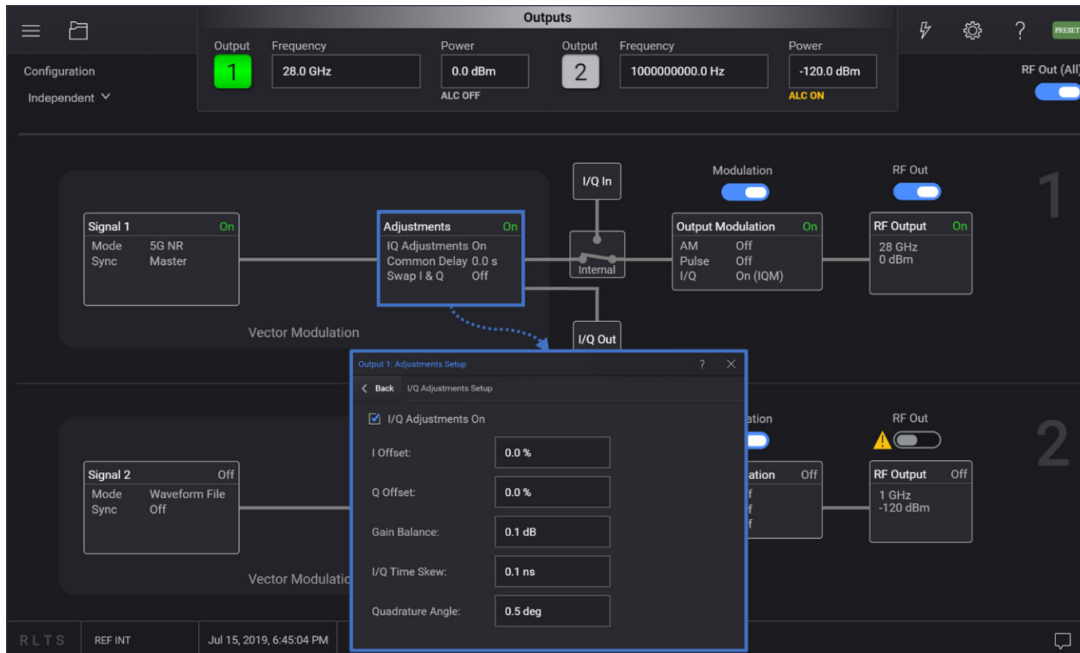 Outputs
Output Frequency Power Output Frequency Power
1 28.0 GHz 0.0 dBm 2 1000000000.0 Hz -120.0 dBm
ALC OFF ALC ON
?
PRESET
Configuration
Independent
RF Out (All)
1
I/Q In
Modulation
RF Out
Signal 1 On
Mode 5G NR
Sync Master
Adjustments On
IQ Adjustments On
Common Delay 0.0 s
Swap I & Q Off
Internal
Output Modulation On
AM Off
Pulse Off
I/Q On (IQM)
RF Output On
28 GHz
0 dBm
Vector Modulation
I/Q Out
Output 1: Adjustments Setup ?
Back I/Q Adjustments Setup
I/Q Adjustments On
I Offset: 0.0 %
Q Offset: 0.0 %
Gain Balance: 0.1 dB
I/Q Time Skew: 0.1 ns
Quadrature Angle: 0.5 deg
2
ation
RF Out
Signal 2 Off
Mode Waveform File
Sync Off
ation Off
f
f
f
RF Output Off
1 GHz
-120 dBm
Vector Modulatic
RLTS REF INT Jul 15, 2019, 6:45:04 PM